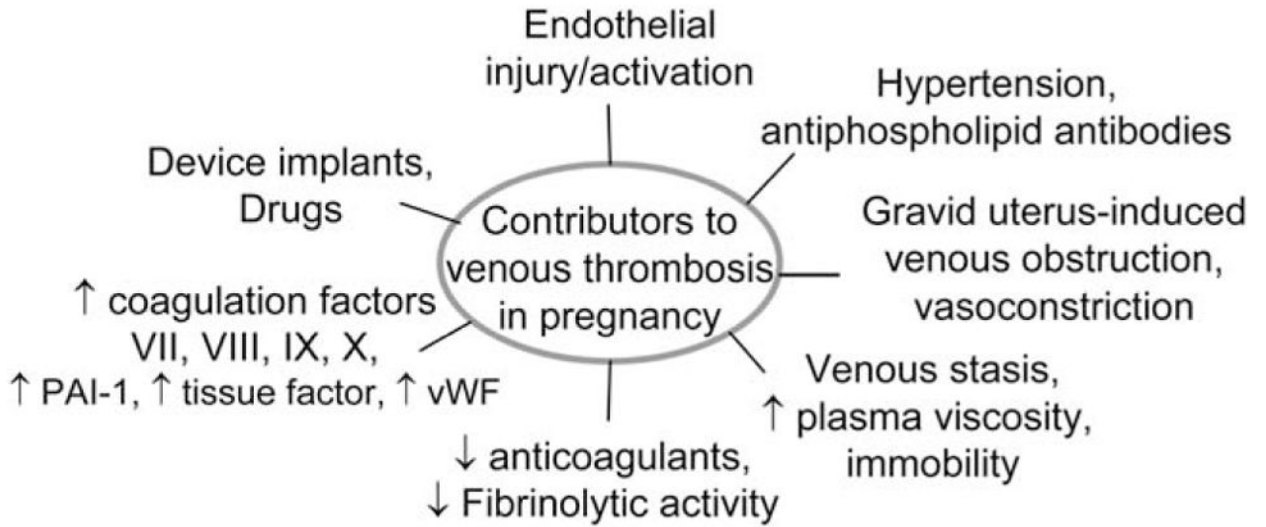 Endothelial
injury/activation
Hypertension,
antiphospholipid antibodies
Device implants,
Drugs
Gravid uterus-induced
venous obstruction,
vasoconstriction
Contributors to
venous thrombosis
in pregnancy
↑ coagulation factors
VII, VIII, IX, X,
↑ PAI-1, ↑ tissue factor, ↑ vWF
Venous stasis,
↑ plasma viscosity,
immobility
↓ anticoagulants,
↓ Fibrinolytic activity